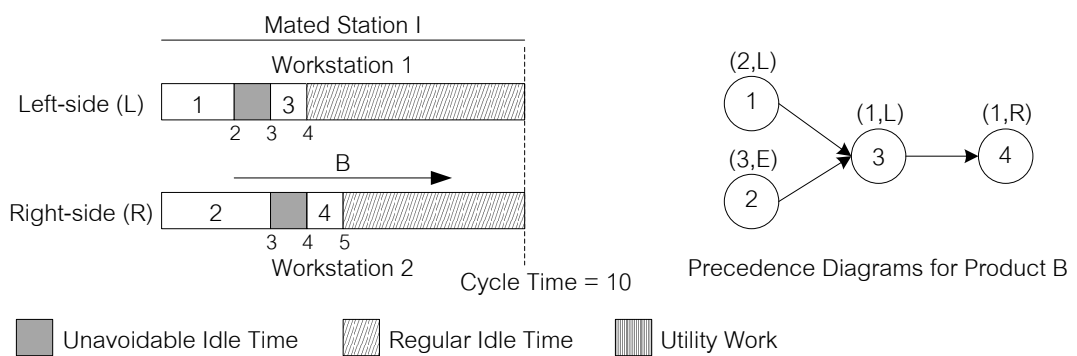 Mated Station I
Workstation 1
Left-side (L)
1
3
2 3 4
B
Right-side (R)
2
4
3 4 5
Workstation 2
Cycle Time = 10
(2,L)
1
(3,E)
2
(1,L)
3
(1,R)
4
Precedence Diagrams for Product B
Unavoidable Idle Time
Regular Idle Time
Utility Work